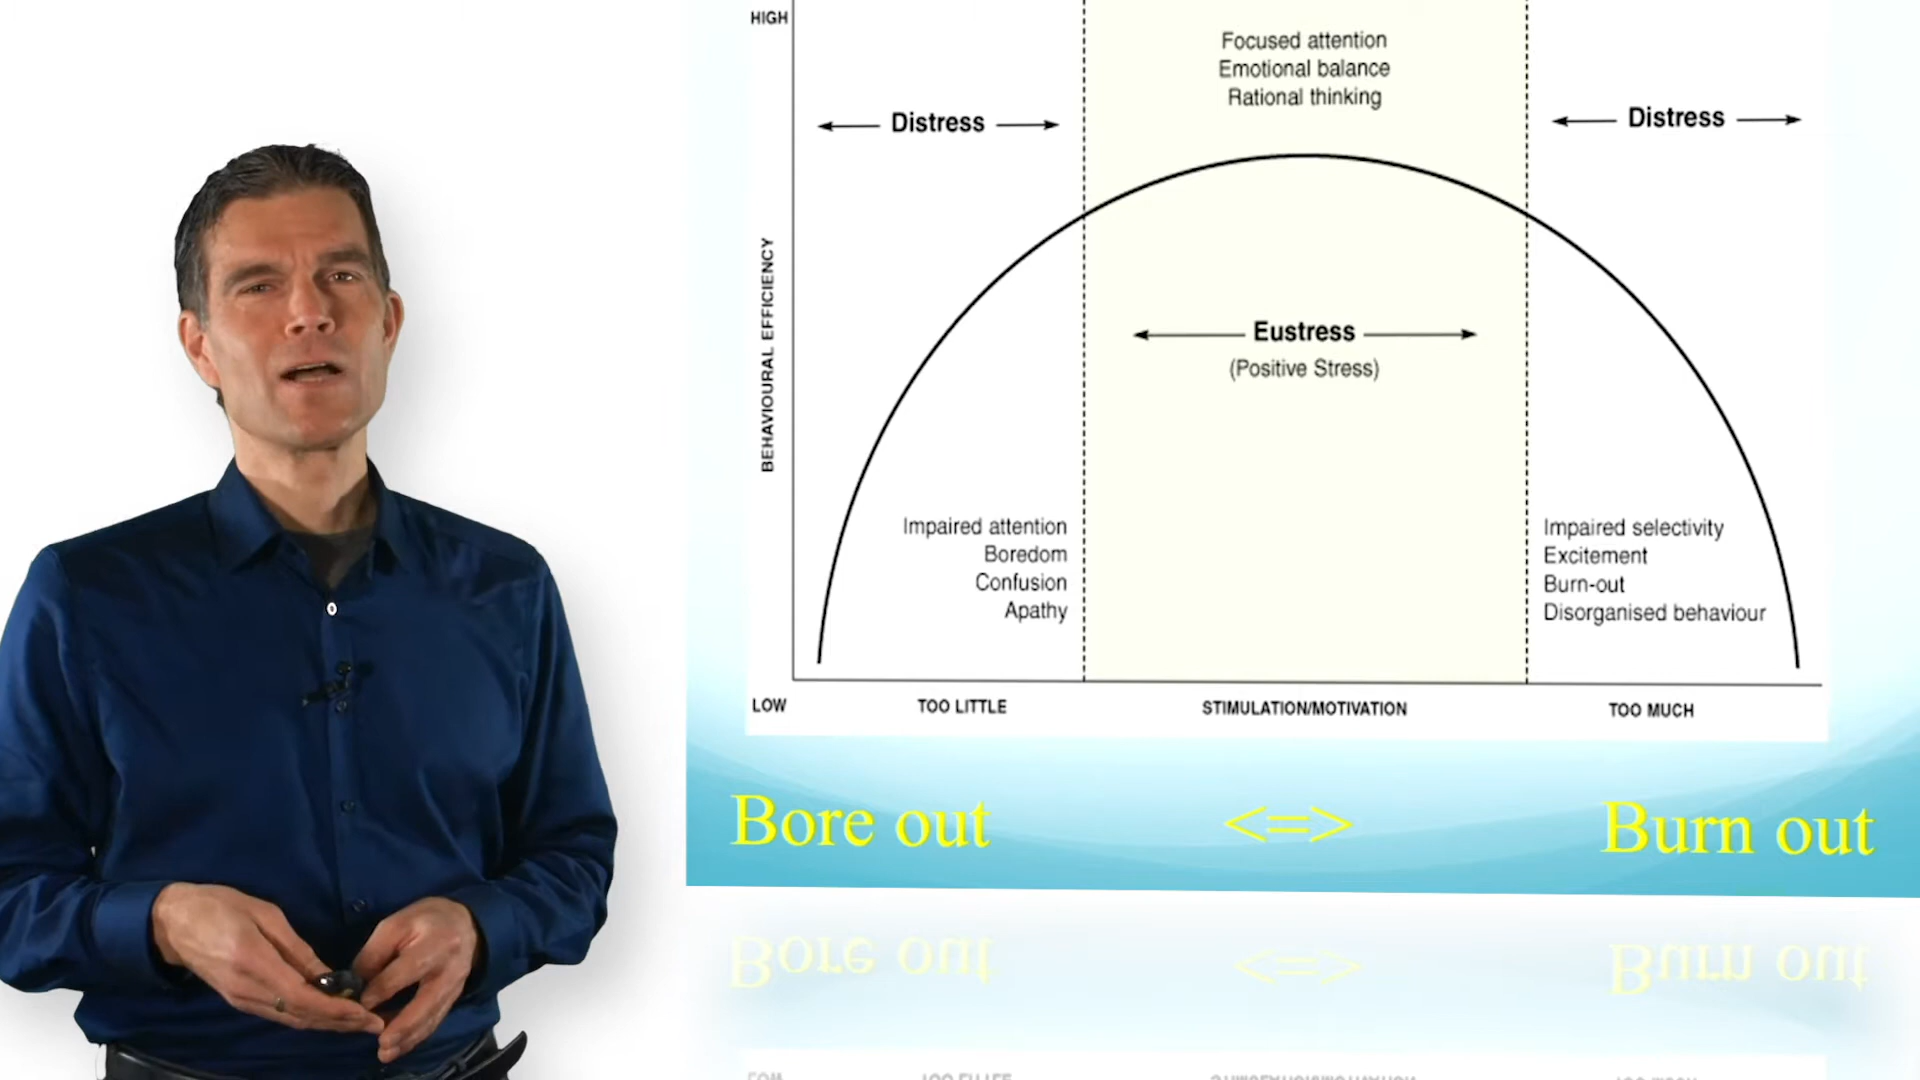 HIGH
Focused attention
Emotional balance
Rational thinking
Distress
Distress
BEHAVIOURAL EFFICIENCY
Eustress
(Positive Stress)
Impaired attention
Boredom
Confusion
Apathy
Impaired selectivity
Excitement
Burn-out
Disorganised behaviour
LOW
TOO LITTLE
STIMULATION/MOTIVATION
TOO MUCH
Bore out
<=>
Burn out